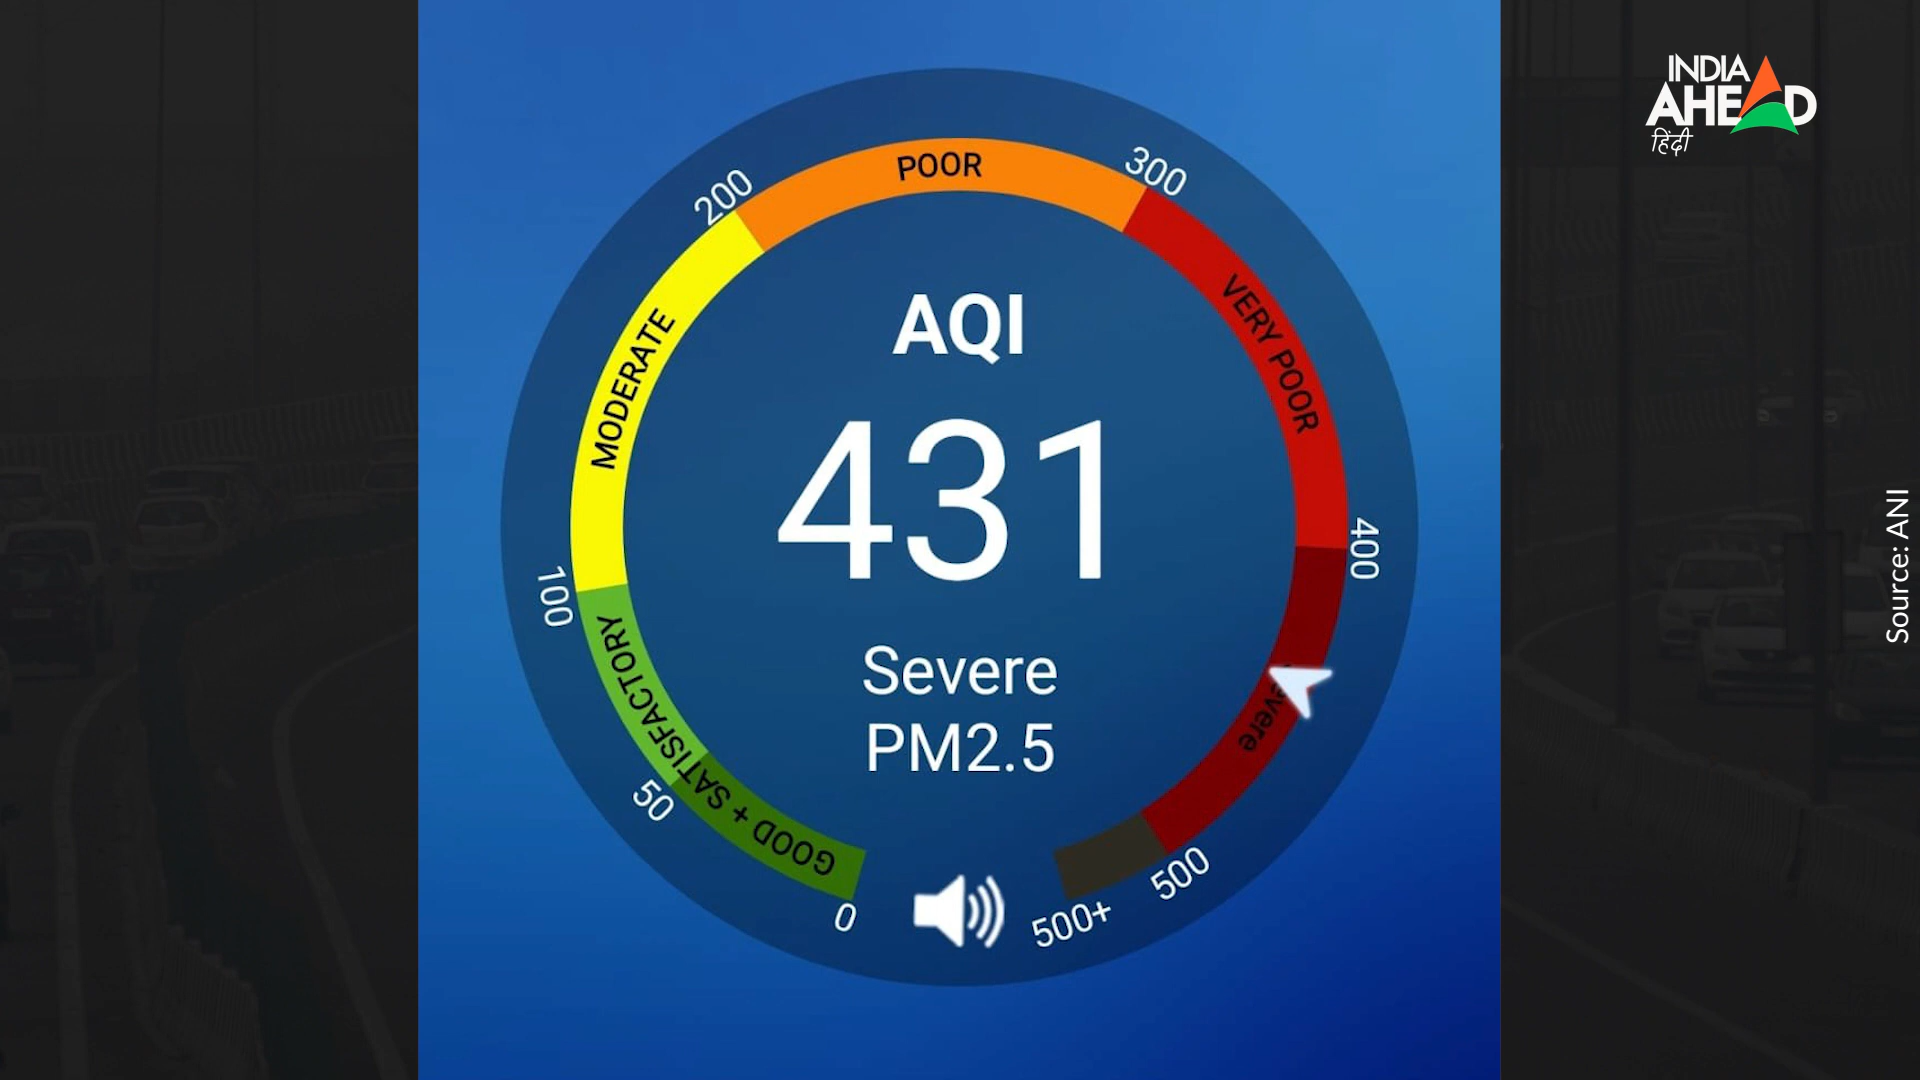 INDIA
AHEAD
हिंदी
POOR
200
300
MODERATE
VERY POOR
AQI
431
Severe
PM2.5
100
400
SATISFACTORY
50
GOOD +
0
500
500+
Source: ANI